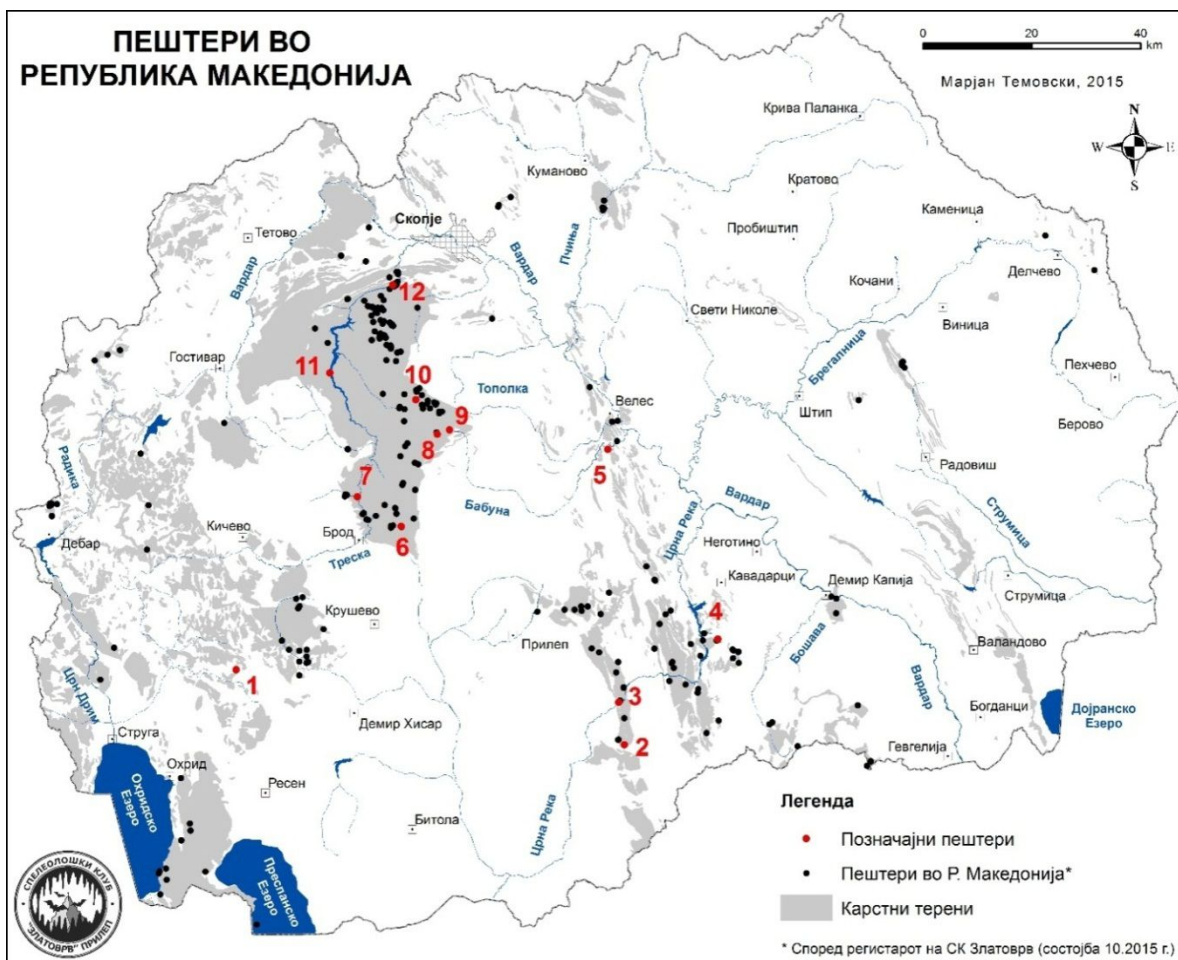 ПЕШТЕРИ ВО
РЕПУБЛИКА МАКЕДОНИЈА
0 20 40
km
Марјан Темовски, 2015
N
W E
S
Крива Паланка
Куманово
Кратово
Скопје
Пчиња
Вардар
Каменица
Тетово
Пробиштип
Делчево
Вардар
Кочани
12
Свети Николе
Виница
Гостивар
11
10
Брегалница
Пехчево
Тополка
9
Велес
Штип
Берово
8
5
Радика
Радовиш
7
Вардар
Бабуна
Црна Река
Струмица
Кичево
Брод
6
Неготино
Дебар
Треска
Кавадарци
Демир Капија
Струмица
Крушево
4
Прилеп
Бошава
Валандово
1
Црн Дрим
3
Вардар
Богданци
Дојранско
Езеро
Демир Хисар
Струга
2
Гевгелија
Охрид
Ресен
Охридско
Езеро
Битола
Црна Река
Преспанско
Езеро
Легенда
Позначајни пештери
Пештери во Р. Македонија*
Карстни терени
* Според регистарот на СК Златоврв (состојба 10.2015 г.)
СПЕЛЕОЛОШКИ КЛУБ
"ЗЛАТОВРВ" ПРИЛЕП